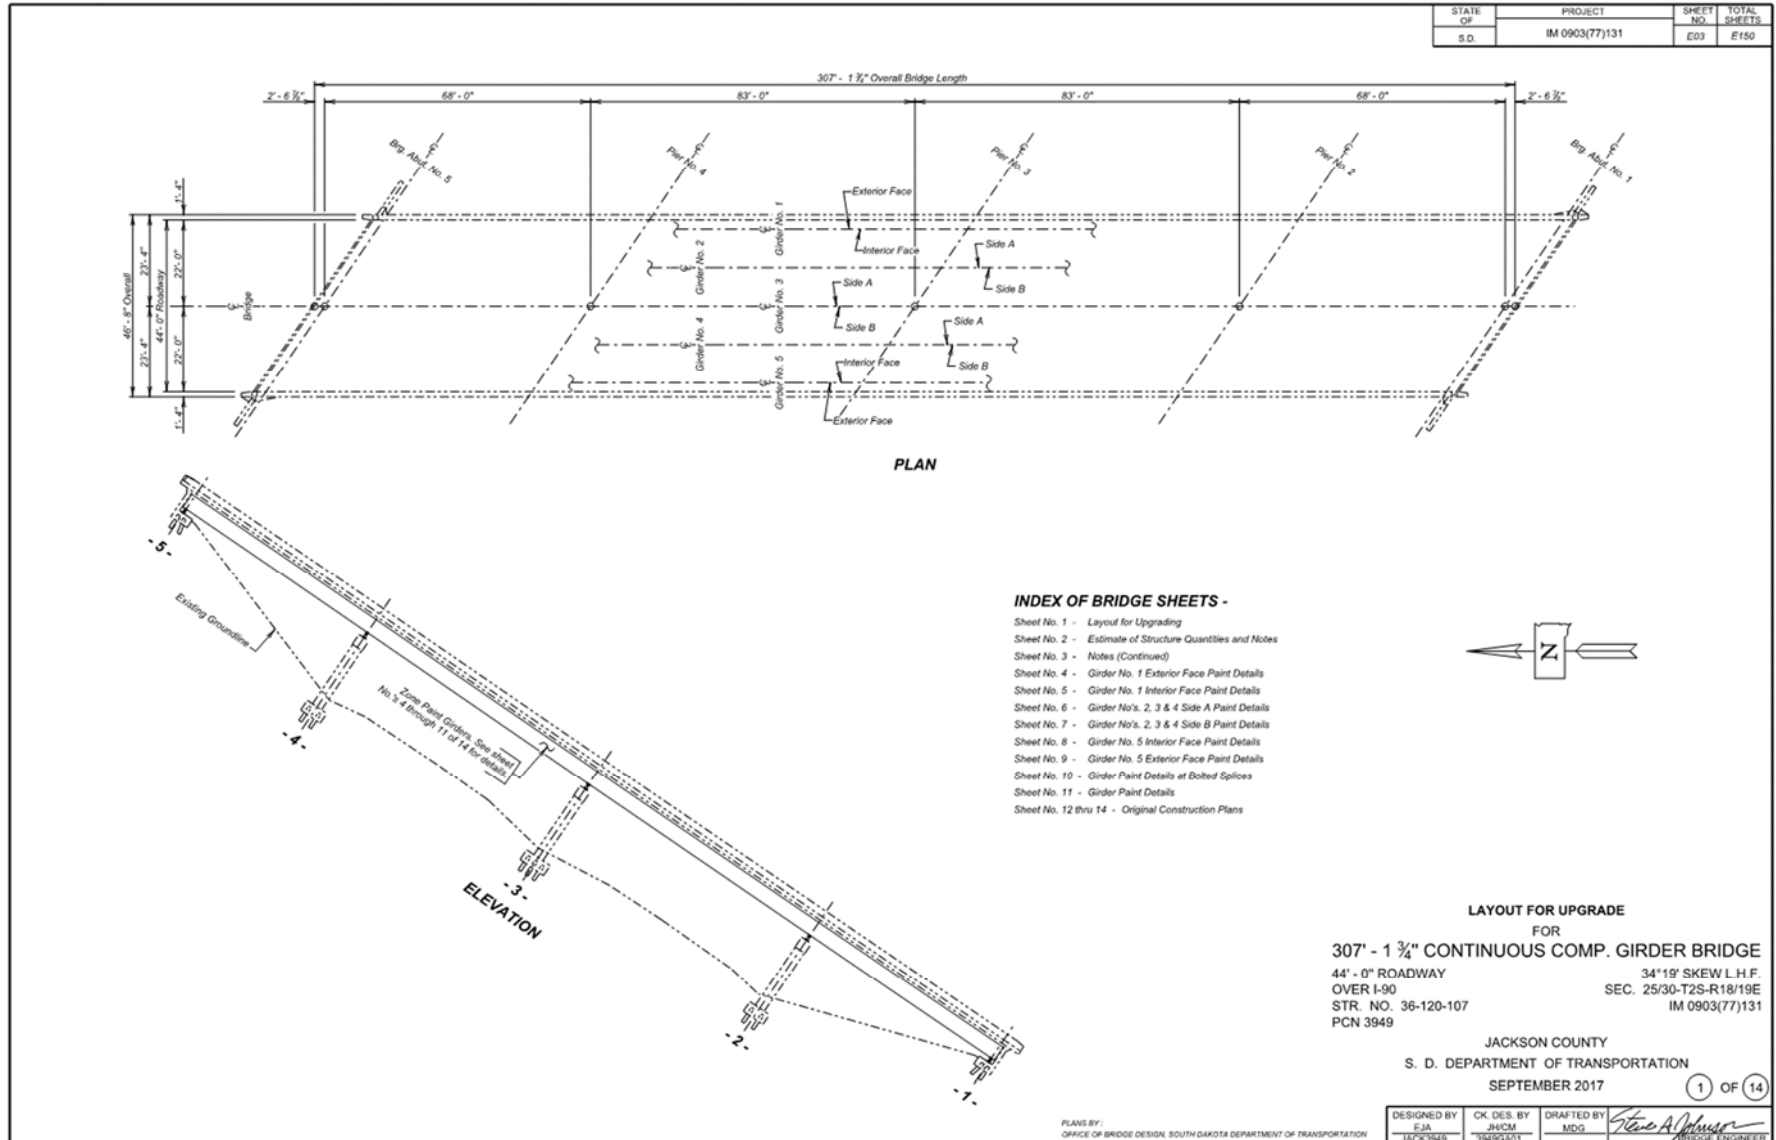 STATE OF
PROJECT
SHEET NO.
TOTAL SHEETS
S.D.
IM 0903(77)131
E03
E150
307' - 1 ¾" Overall Bridge Length
2' - 6 ⅞"
68' - 0"
83' - 0"
83' - 0"
68' - 0"
2' - 6 ⅞"
Brg. Abut. No. 5
Pier No. 4
Pier No. 3
Pier No. 2
Brg. Abut. No. 1
46' - 8" Overall
23'- 4"
23'- 4"
44'- 0" Roadway
1'- 4"
22'- 0"
22'- 0"
1'- 4"
Bridge
Girder No. 1
Girder No. 2
Girder No. 3
Girder No. 4
Girder No. 5
Exterior Face
Interior Face
Side A
Side B
Side A
Side B
Side A
Side B
Interior Face
Exterior Face
PLAN
- 5 -
Existing Groundline
- 4 -
Zone Paint Girders. See sheet
No.'s 4 through 11 of 14 for
details.
- 3 -
ELEVATION
- 2 -
- 1 -
INDEX OF BRIDGE SHEETS -
Sheet No. 1 - Layout for Upgrading
Sheet No. 2 - Estimate of Structure Quantities and Notes
Sheet No. 3 - Notes (Continued)
Sheet No. 4 - Girder No. 1 Exterior Face Paint Details
Sheet No. 5 - Girder No. 1 Interior Face Paint Details
Sheet No. 6 - Girder No's. 2, 3 & 4 Side A Paint Details
Sheet No. 7 - Girder No's. 2, 3 & 4 Side B Paint Details
Sheet No. 8 - Girder No. 5 Interior Face Paint Details
Sheet No. 9 - Girder No. 5 Exterior Face Paint Details
Sheet No. 10 - Girder Paint Details at Bolted Splices
Sheet No. 11 - Girder Paint Details
Sheet No. 12 thru 14 - Original Construction Plans
N
LAYOUT FOR UPGRADE
FOR
307' - 1 ¾" CONTINUOUS COMP. GIRDER BRIDGE
44' - 0" ROADWAY 34°19' SKEW L.H.F.
OVER I-90 SEC. 25/30-T2S-R18/19E
STR. NO. 36-120-107 IM 0903(77)131
PCN 3949
JACKSON COUNTY
S. D. DEPARTMENT OF TRANSPORTATION
SEPTEMBER 2017
1 OF 14
PLANS BY :
OFFICE OF BRIDGE DESIGN, SOUTH DAKOTA DEPARTMENT OF TRANSPORTATION
DESIGNED BY
EJA
JACK3949
CK. DES. BY
JH/CM
3949GA01
DRAFTED BY
MDG
Steve A Johnson
BRIDGE ENGINEER